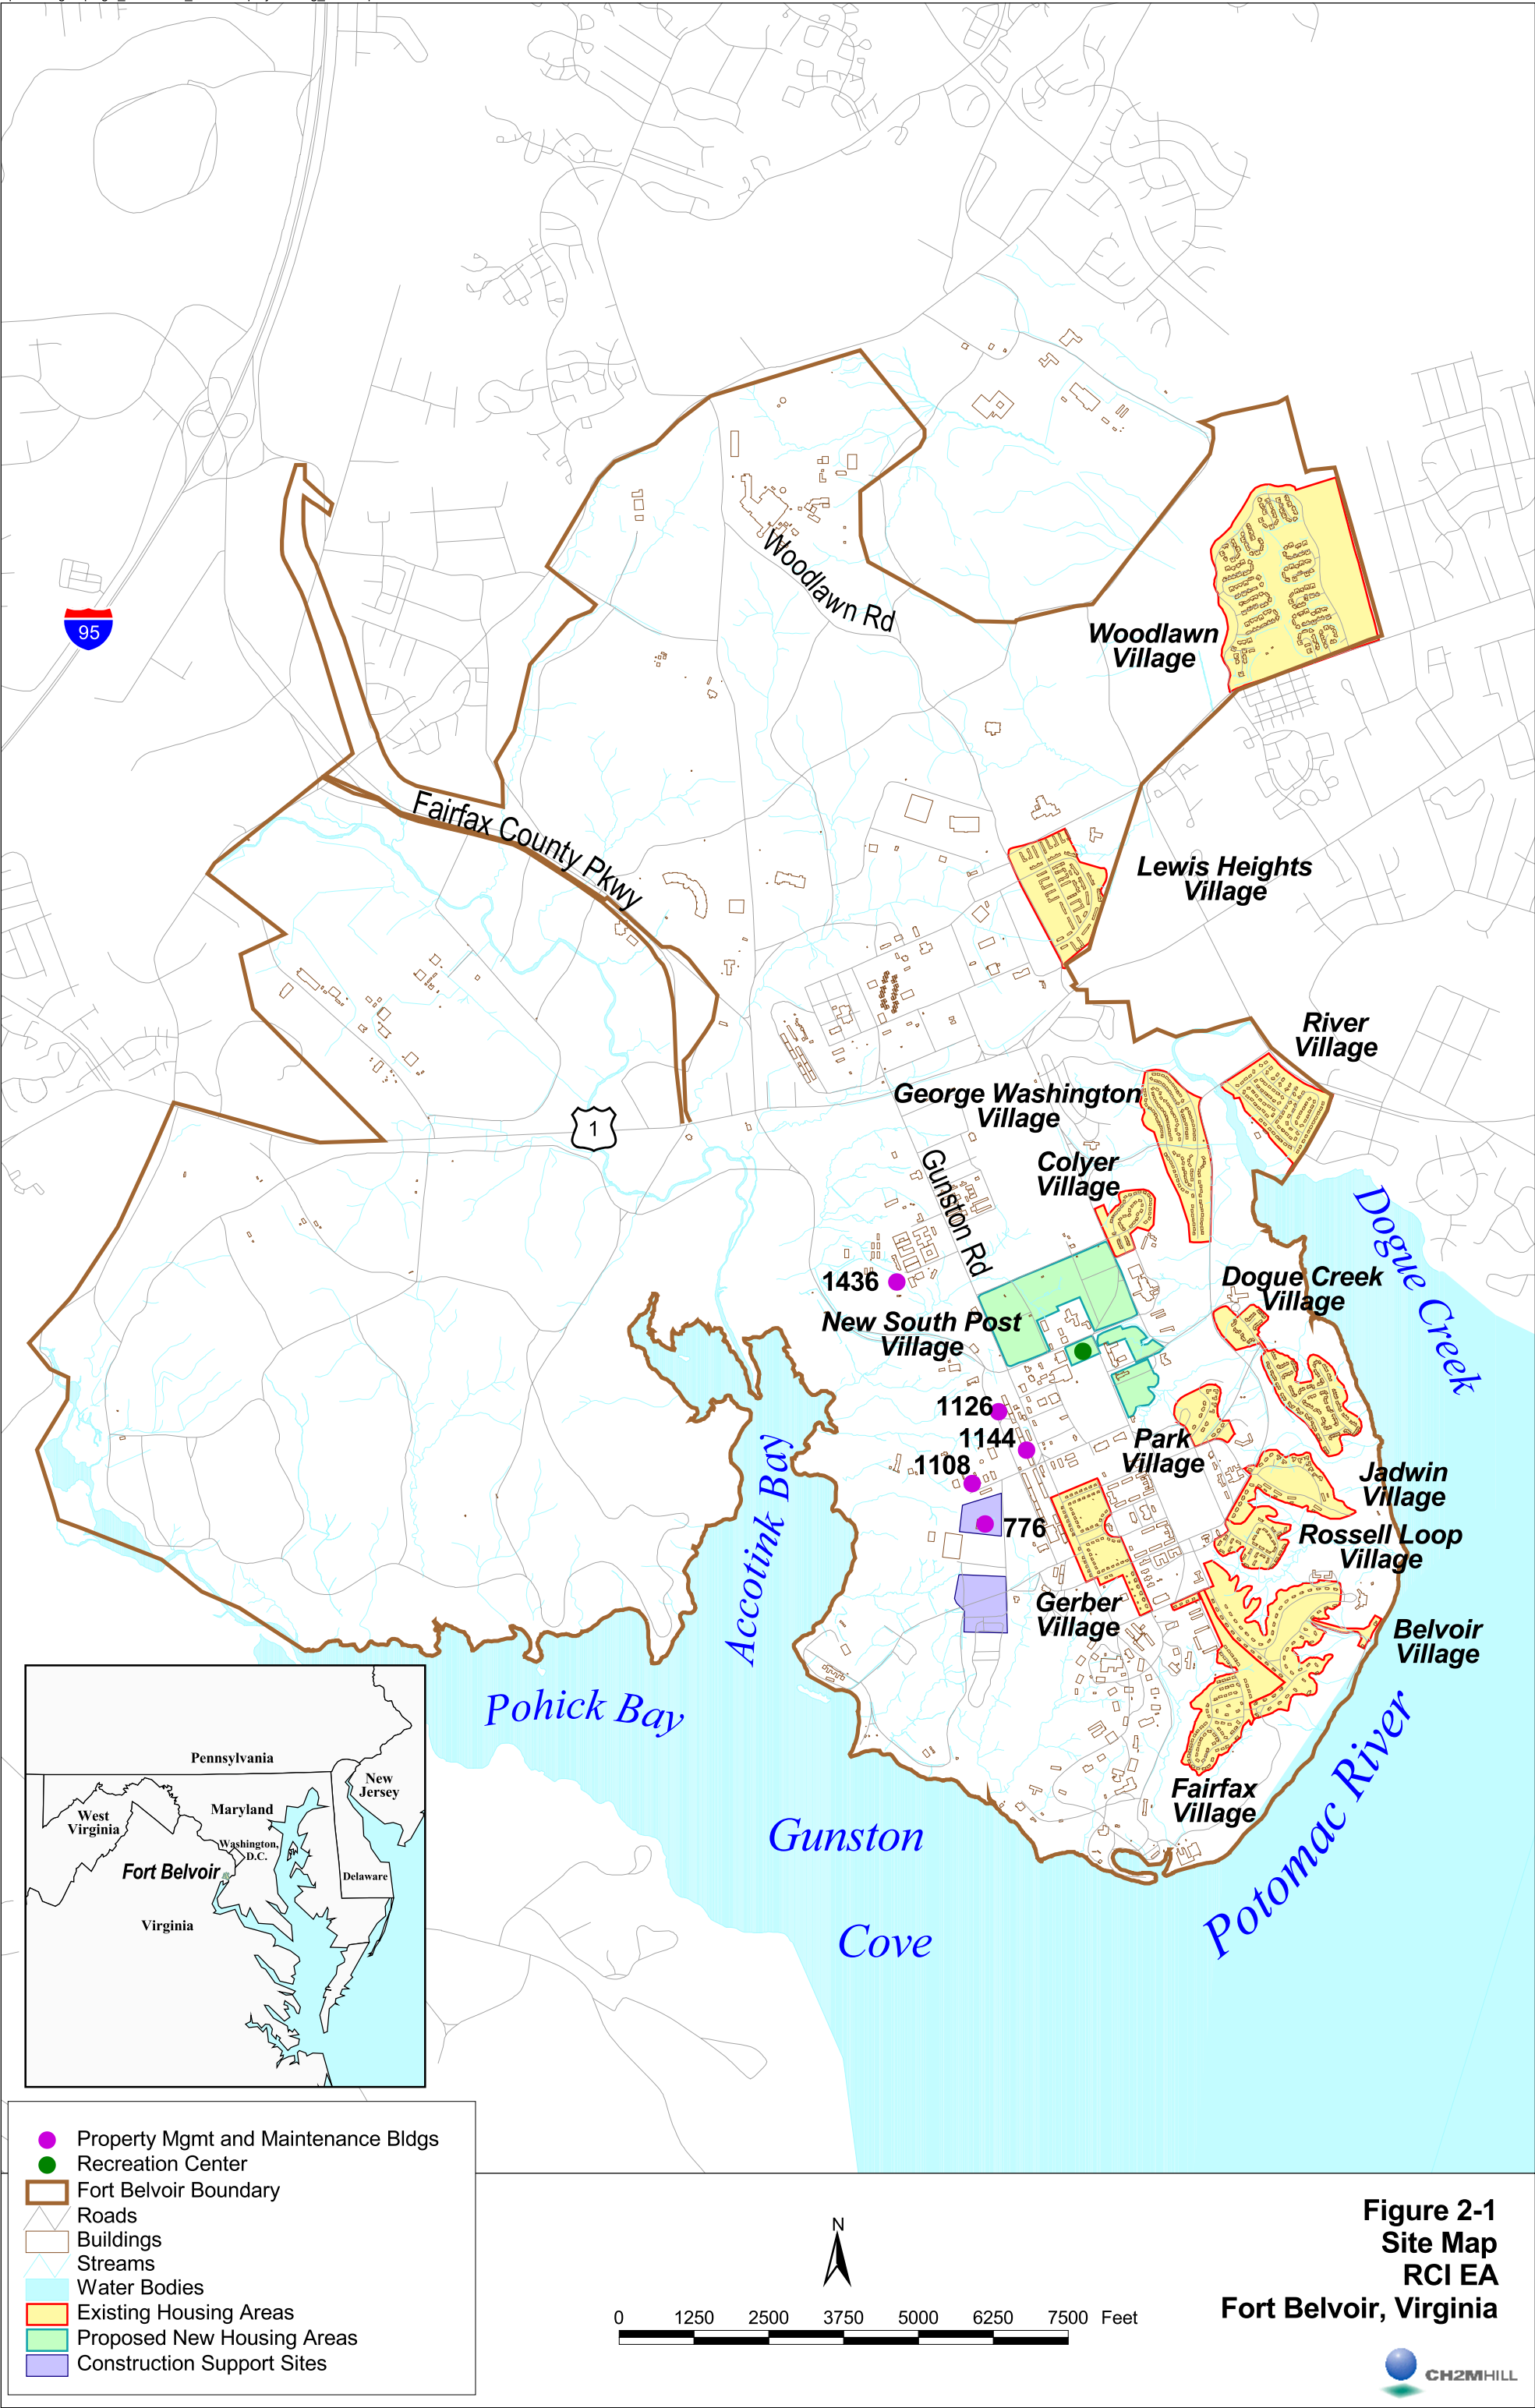 Woodlawn Rd
95
Woodlawn
Village
Fairfax County Pkwy
Lewis Heights
Village
River
Village
George Washington
Village
1
Colyer
Village
Gunston Rd
Dogue Creek
1436
Dogue Creek
Village
New South Post
Village
1126
1144
1108
Park
Village
Jadwin
Village
776
Rossell Loop
Village
Accotink Bay
Gerber
Village
Belvoir
Village
Pohick Bay
Fairfax
Village
Potomac River
Gunston
Cove
Pennsylvania
New
Jersey
West
Virginia
Maryland
Washington,
D.C.
Fort Belvoir
Delaware
Virginia
Property Mgmt and Maintenance Bldgs
Recreation Center
Fort Belvoir Boundary
Roads
Buildings
Streams
Water Bodies
Existing Housing Areas
Proposed New Housing Areas
Construction Support Sites
N
0 1250 2500 3750 5000 6250 7500 Feet
Figure 2-1
Site Map
RCI EA
Fort Belvoir, Virginia
CH2MHILL